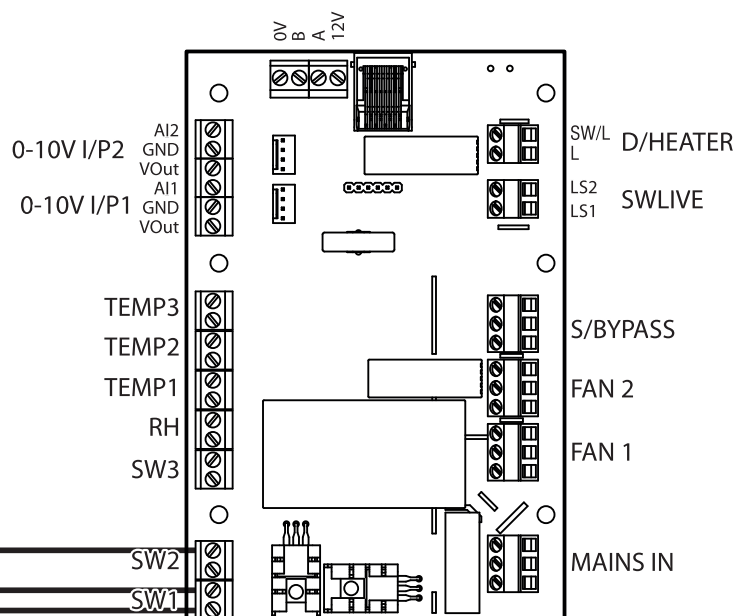 0V
B
A
12V
AI2
GND
VOut
0-10V I/P2
AI1
GND
VOut
0-10V I/P1
TEMP3
TEMP2
TEMP1
RH
SW3
SW2
SW1
SW/L
L
D/HEATER
LS2
LS1
SWLIVE
S/BYPASS
FAN 2
FAN 1
MAINS IN